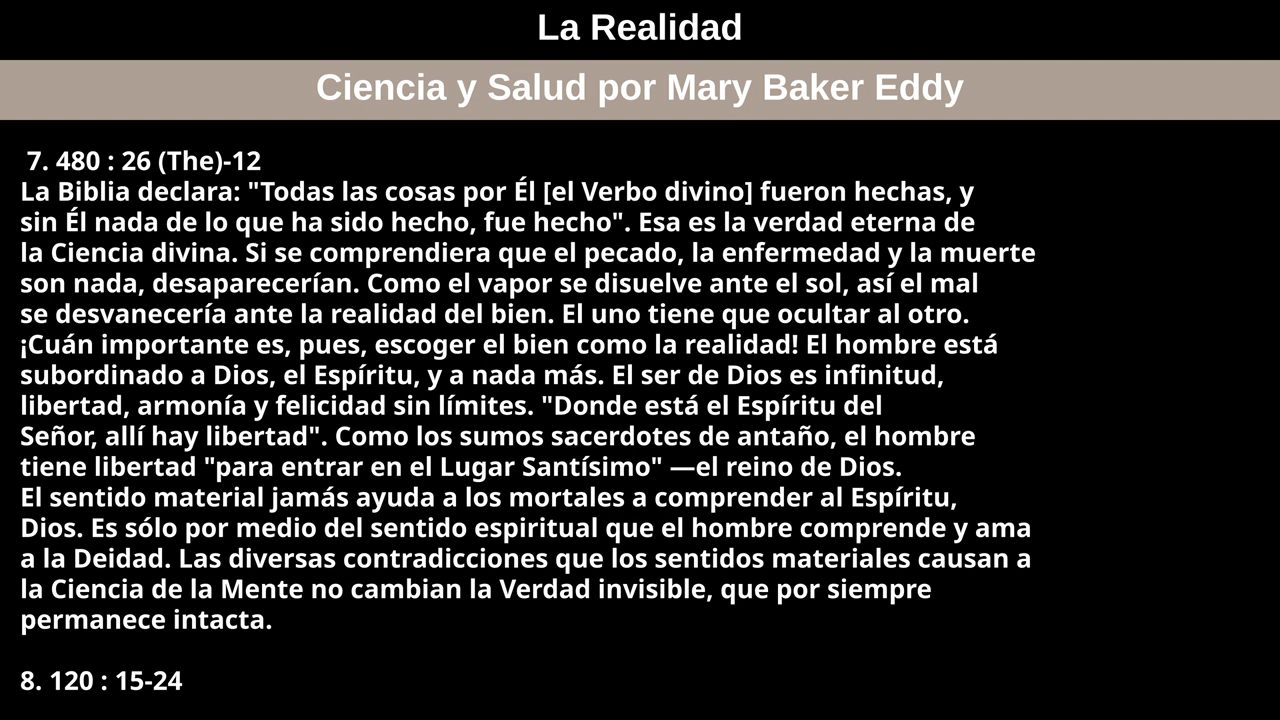 La Realidad
Ciencia y Salud por Mary Baker Eddy
7. 480 : 26 (The)-12
La Biblia declara: "Todas las cosas por Él [el Verbo divino] fueron hechas, y
sin Él nada de lo que ha sido hecho, fue hecho". Esa es la verdad eterna de
la Ciencia divina. Si se comprendiera que el pecado, la enfermedad y la muerte
son nada, desaparecerían. Como el vapor se disuelve ante el sol, así el mal
se desvanecería ante la realidad del bien. El uno tiene que ocultar al otro.
¡Cuán importante es, pues, escoger el bien como la realidad! El hombre está
subordinado a Dios, el Espíritu, y a nada más. El ser de Dios es infinitud,
libertad, armonía y felicidad sin límites. "Donde está el Espíritu del
Señor, allí hay libertad". Como los sumos sacerdotes de antaño, el hombre
tiene libertad "para entrar en el Lugar Santísimo" —el reino de Dios.
El sentido material jamás ayuda a los mortales a comprender al Espíritu,
Dios. Es sólo por medio del sentido espiritual que el hombre comprende y ama
a la Deidad. Las diversas contradicciones que los sentidos materiales causan a
la Ciencia de la Mente no cambian la Verdad invisible, que por siempre
permanece intacta.
8. 120 : 15-24